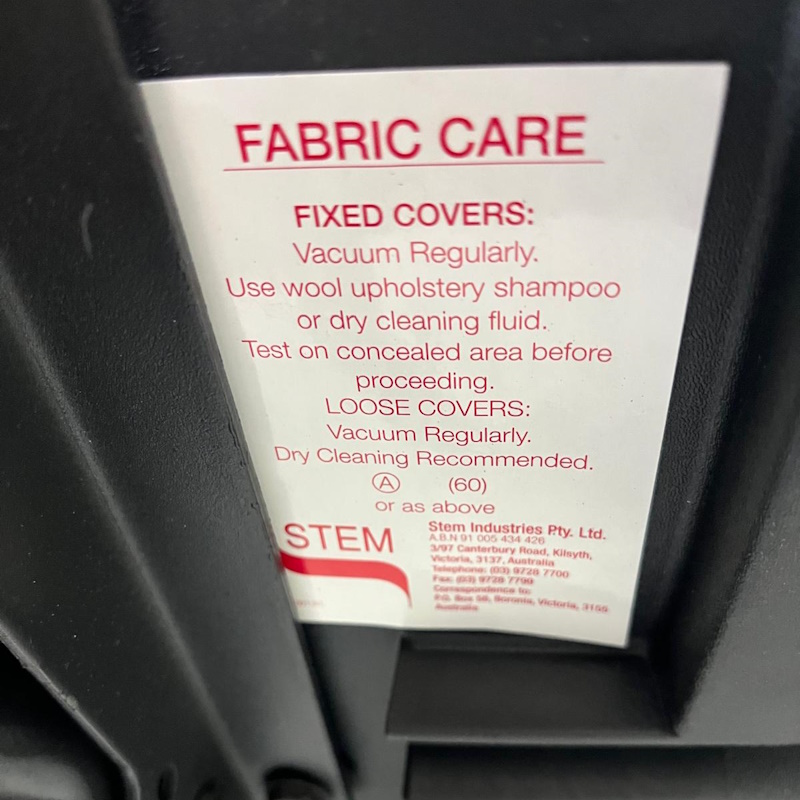 FABRIC CARE
FIXED COVERS:
Vacuum Regularly.
Use wool upholstery shampoo
or dry cleaning fluid.
Test on concealed area before
proceeding.
LOOSE COVERS:
Vacuum Regularly.
Dry Cleaning Recommended.
Ⓐ (60)
or as above
STEM
Stem Industries Pty. Ltd.
A.B.N 91 005 434 426
3/97 Canterbury Road, Kilsyth,
Victoria, 3137, Australia
Telephone: (03) 9728 7700
Fax: (03) 9728 7799
Correspondence to:
P.O. Box 56, Boronia, Victoria, 3155
Australia